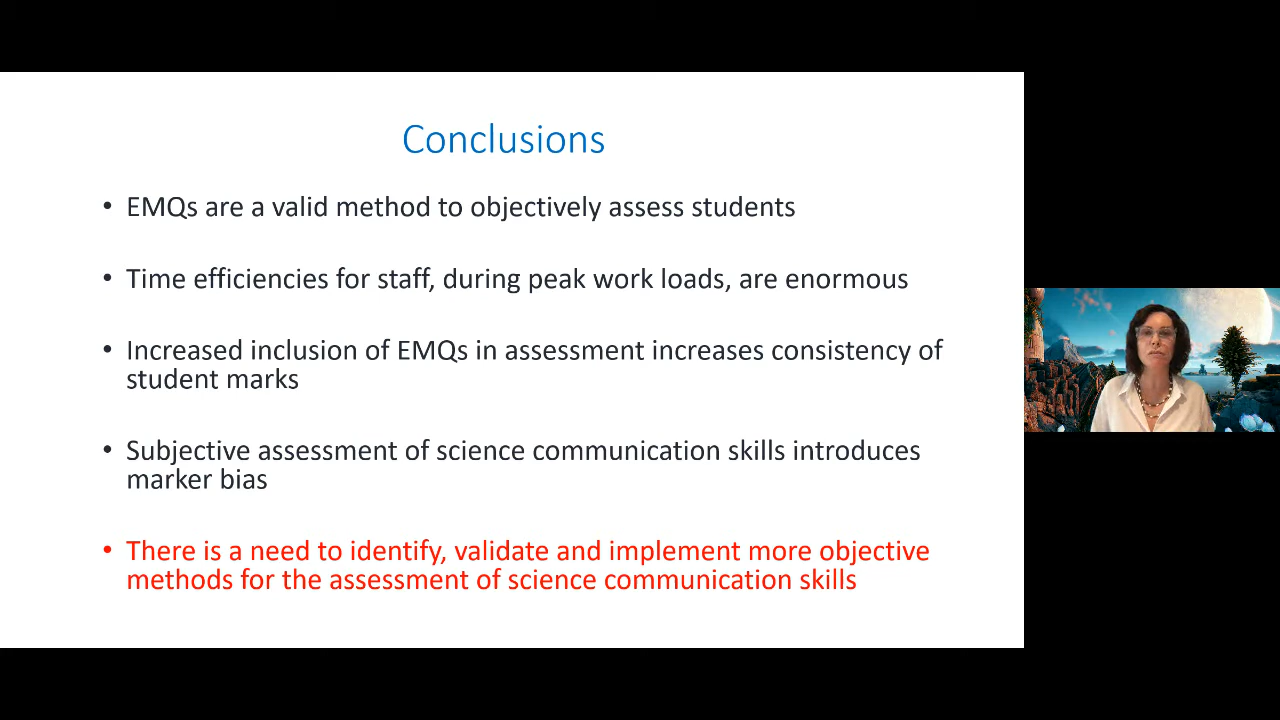 Conclusions
• EMQs are a valid method to objectively assess students
• Time efficiencies for staff, during peak work loads, are enormous
• Increased inclusion of EMQs in assessment increases consistency of
student marks
• Subjective assessment of science communication skills introduces
marker bias
• There is a need to identify, validate and implement more objective
methods for the assessment of science communication skills